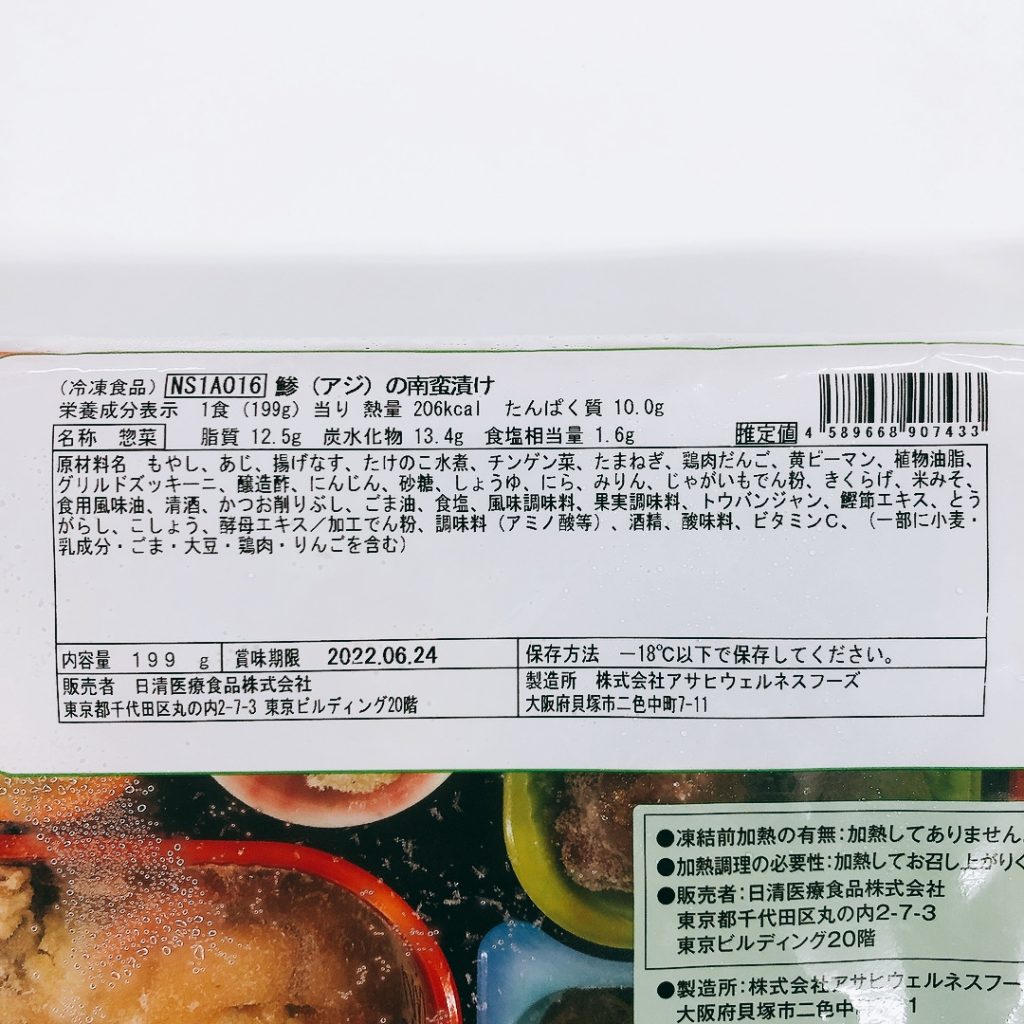 （冷凍食品） NS1A016 鯵（アジ）の南蛮漬け
栄養成分表示 1食（199g）当り 熱量 206kcal たんぱく質 10.0g
名称 惣菜 脂質 12.5g 炭水化物 13.4g 食塩相当量 1.6g 推定値 4 589668 907433
原材料名 もやし、あじ、揚げなす、たけのこ水煮、チンゲン菜、たまねぎ、鶏肉だんご、黄ピーマン、植物油脂、
グリルドズッキーニ、醸造酢、にんじん、砂糖、しょうゆ、にら、みりん、じゃがいもでん粉、きくらげ、米みそ、
食用風味油、清酒、かつお削りぶし、ごま油、食塩、風味調味料、果実調味料、トウバンジャン、鰹節エキス、とう
がらし、こしょう、酵母エキス／加工でん粉、調味料（アミノ酸等）、酒精、酸味料、ビタミンC、（一部に小麦・
乳成分・ごま・大豆・鶏肉・りんごを含む）
内容量 199 g 賞味期限 2022.06.24 保存方法 －18℃以下で保存してください。
販売者 日清医療食品株式会社
東京都千代田区丸の内2-7-3 東京ビルディング20階
製造所 株式会社アサヒウェルネスフーズ
大阪府貝塚市二色中町7-11
●凍結前加熱の有無：加熱してありません
●加熱調理の必要性：加熱してお召し上がりく
●販売者：日清医療食品株式会社
東京都千代田区丸の内2-7-3
東京ビルディング20階
●製造所：株式会社アサヒウェルネスフー
大阪府貝塚市二色中 1